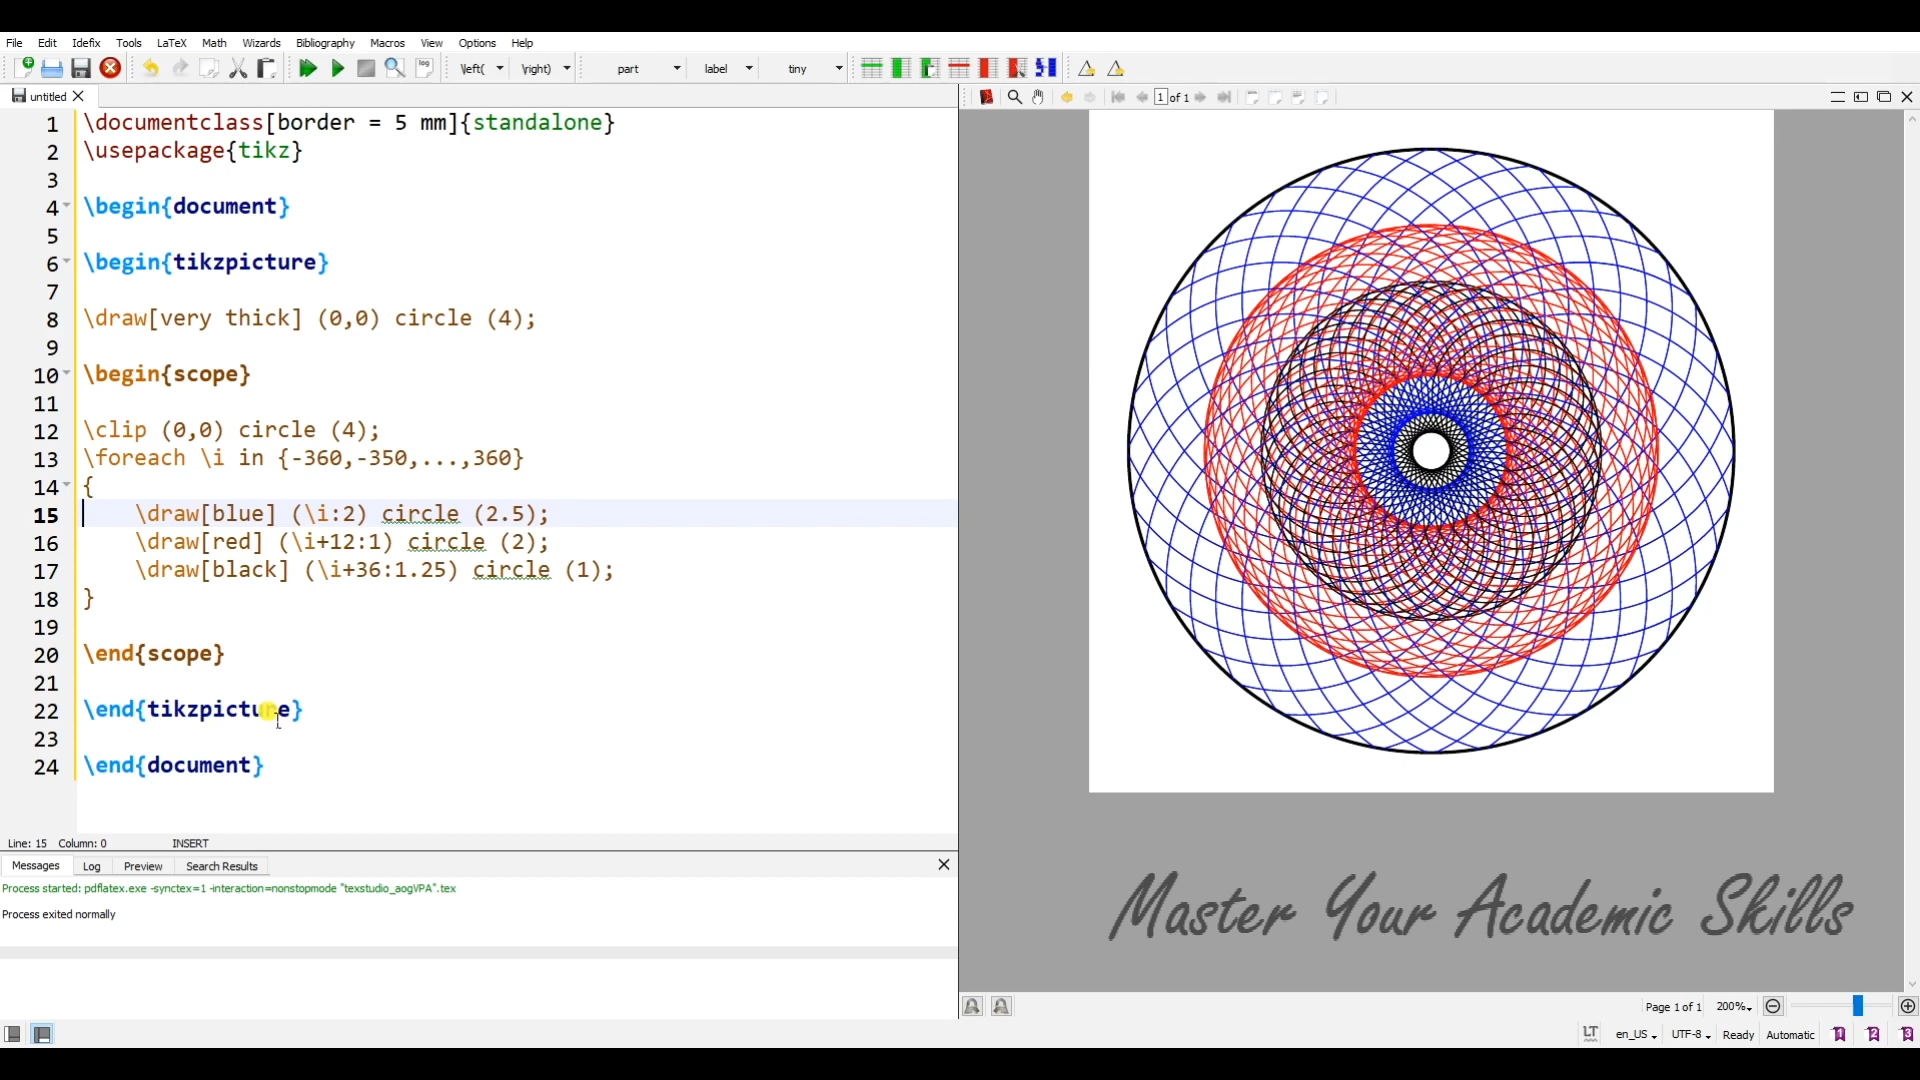 File Edit Idefix Tools LaTeX Math Wizards Bibliography Macros View Options Help
\left( \right) part label tiny
untitled
1 of 1
1 \documentclass[border = 5 mm]{standalone}
2 \usepackage{tikz}
3
4 \begin{document}
5
6 \begin{tikzpicture}
7
8 \draw[very thick] (0,0) circle (4);
9
10 \begin{scope}
11
12 \clip (0,0) circle (4);
13 \foreach \i in {-360,-350,...,360}
14 {
15 \draw[blue] (\i:2) circle (2.5);
16 \draw[red] (\i+12:1) circle (2);
17 \draw[black] (\i+36:1.25) circle (1);
18 }
19
20 \end{scope}
21
22 \end{tikzpicture}
23
24 \end{document}
Line: 15 Column: 0 INSERT
Messages Log Preview Search Results
Process started: pdflatex.exe -synctex=1 -interaction=nonstopmode "texstudio_aogVPA".tex
Process exited normally
Master Your Academic Skills
Page 1 of 1 200%
LT en_US UTF-8 Ready Automatic 1 2 3